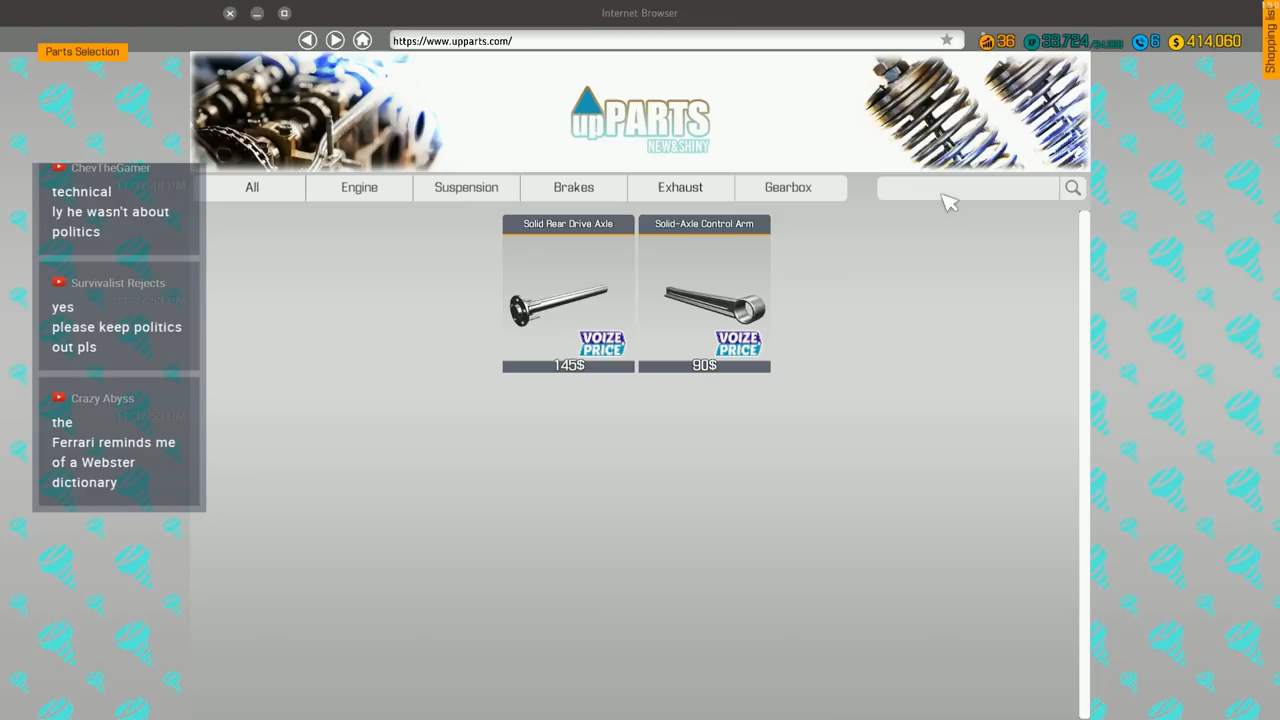 Internet Browser
Parts Selection
https://www.upparts.com/
36
33,724
6
$ 414,060
Shopping list
upPARTS
NEW&SHINY
All
Engine
Suspension
Brakes
Exhaust
Gearbox
ChevTheGamer
technical
ly he wasn't about
politics
Survivalist Rejects
yes
please keep politics
out pls
Crazy Abyss
the
Ferrari reminds me
of a Webster
dictionary
Solid Rear Drive Axle
VOIZE
PRICE
145$
Solid-Axle Control Arm
VOIZE
PRICE
90$